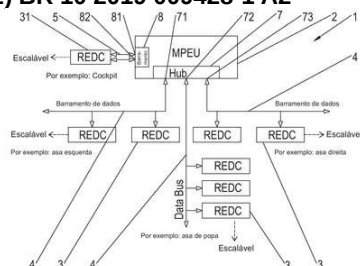 BR 10 2019 009428 1 A2
31 5 82 81 8 71 72 7 73 2 1
MPEU
REDC
Hub
Escalável
Por exemplo: Cockpit
4
Barramento de dados Barramento de dados
Escalável REDC REDC REDC REDC Escalável
Por exemplo: asa esquerda Por exemplo: asa direita
Data Bus
REDC
REDC
REDC
Por exemplo: asa de popa
Escalável
4 3 4 3 3